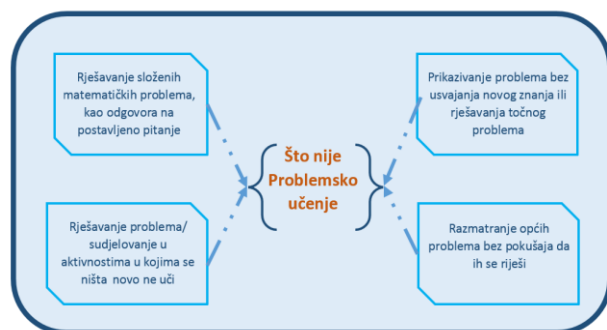 Rješavanje složenih
matematičkih problema,
kao odgovora na
postavljeno pitanje
Prikazivanje problema bez
usvajanja novog znanja ili
rješavanja točnog
problema
Što nije
Problemsko
učenje
Rješavanje problema/
sudjelovanje u
aktivnostima u kojima se
ništa novo ne uči
Razmatranje općih
problema bez pokušaja da
ih se riješi